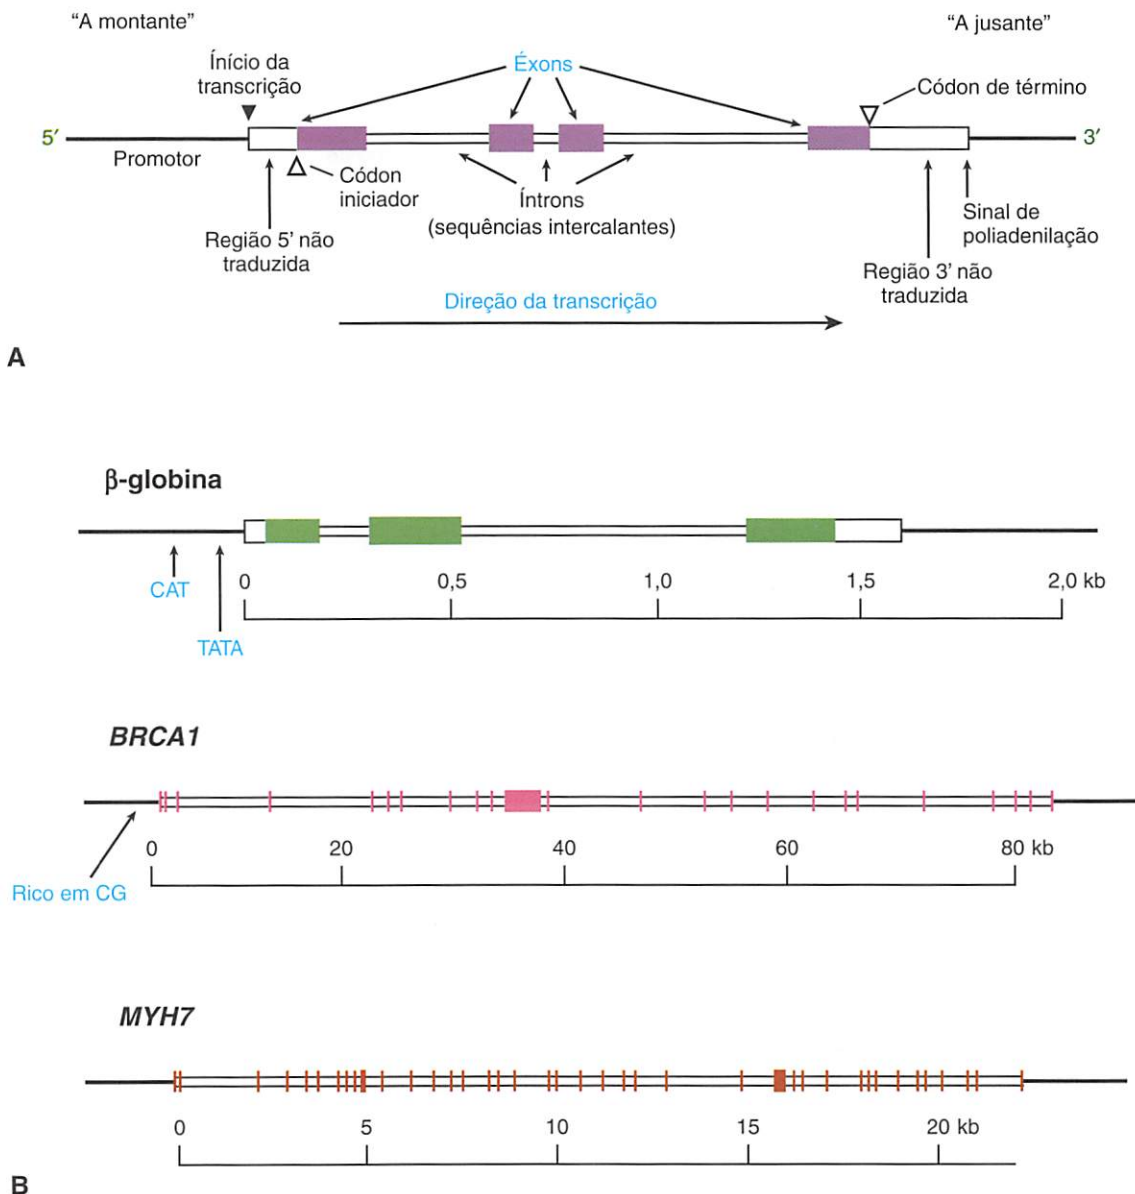 “A montante”
“A jusante”
Ínício da
transcrição
Éxons
Códon de término
5′
3′
Promotor
Códon
iniciador
Íntrons
(sequências intercalantes)
Sinal de
poliadenilação
Região 5’ não
traduzida
Região 3’ não
traduzida
Direção da transcrição
A
β-globina
CAT
TATA
0 0,5 1,0 1,5 2,0 kb
BRCA1
Rico em CG
0 20 40 60 80 kb
MYH7
0 5 10 15 20 kb
B